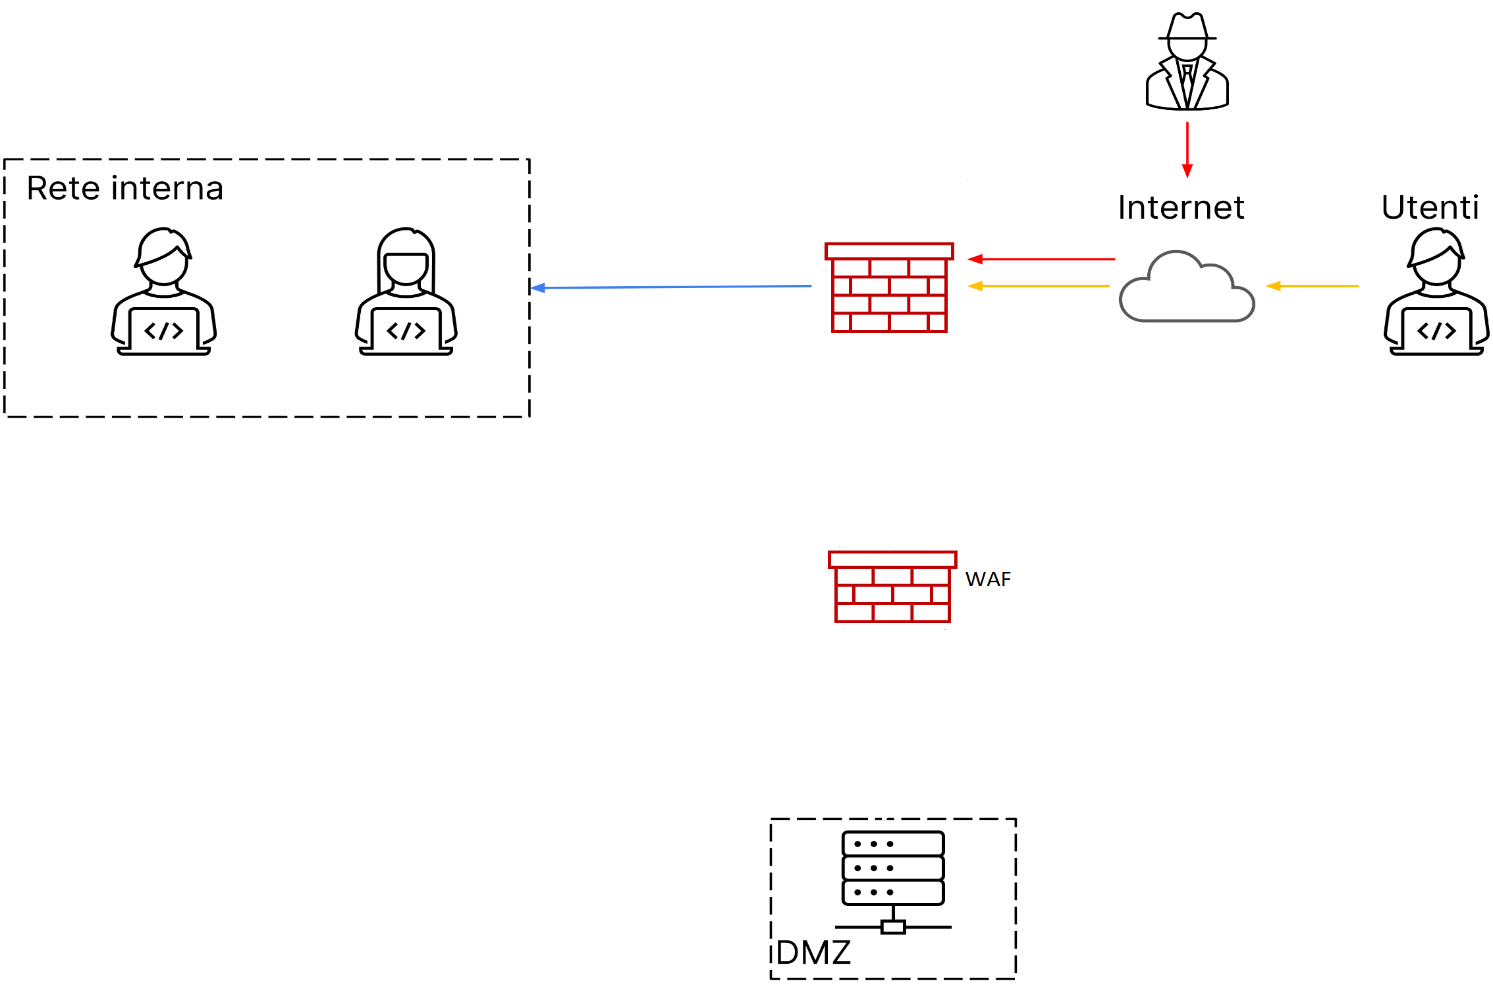 Rete interna
Internet
Utenti
</>
</>
</>
WAF
DMZ